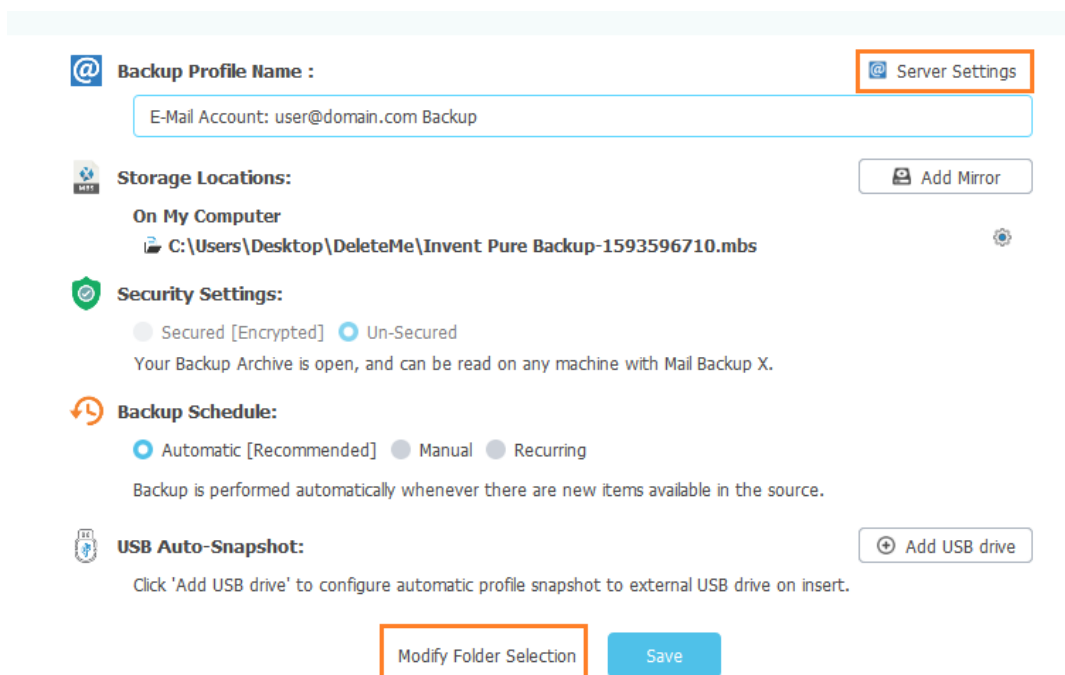 Backup Profile Name :
Server Settings
E-Mail Account: user@domain.com Backup
Storage Locations:
Add Mirror
On My Computer
C:\Users\Desktop\DeleteMe\Invent Pure Backup-1593596710.mbs
Security Settings:
Secured [Encrypted] Un-Secured
Your Backup Archive is open, and can be read on any machine with Mail Backup X.
Backup Schedule:
Automatic [Recommended] Manual Recurring
Backup is performed automatically whenever there are new items available in the source.
USB Auto-Snapshot:
Add USB drive
Click 'Add USB drive' to configure automatic profile snapshot to external USB drive on insert.
Modify Folder Selection
Save